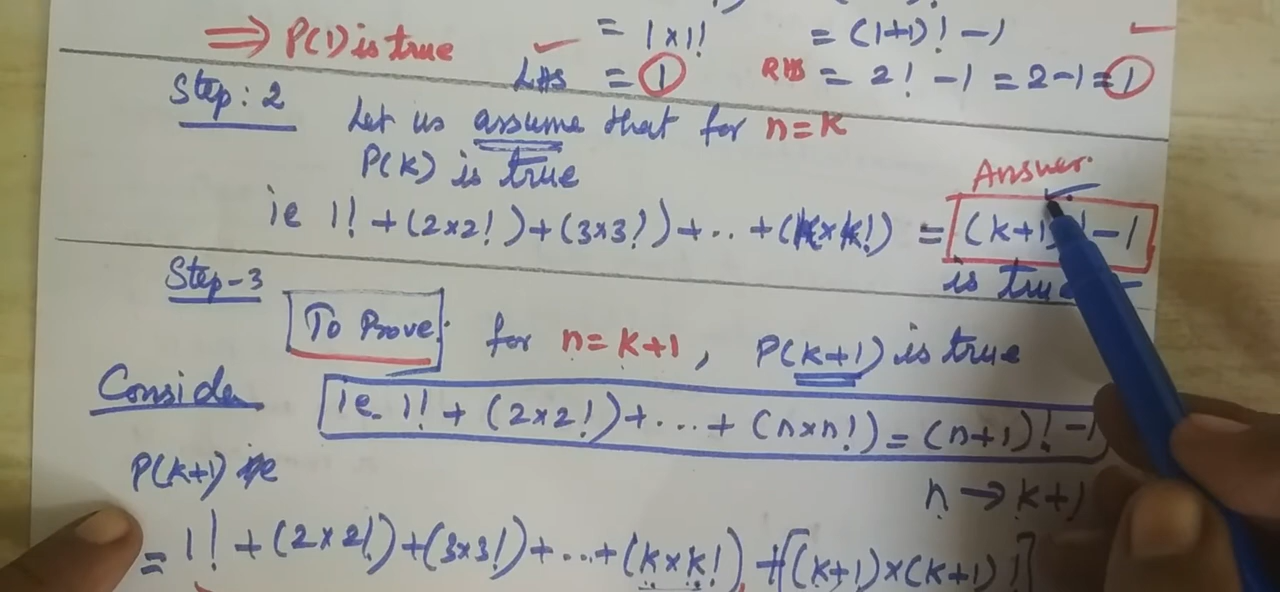 = 1×1! = (1+1)! -1
⇒ P(1) is true
LHS = 1 RHS = 2! - 1 = 2-1 = 1
Step: 2
Let us assume that for n=k
P(k) is true
Answer.
ie 1! + (2×2!) + (3×3!) + .. + (k×k!) = (k+1)! -1
is true
Step-3
To Prove: for n= k+1, P(k+1) is true
Consider
ie. 1! + (2×2!) + ... + (n×n!) = (n+1)! -1
P(k+1) ie
n → k+1
= 1! + (2×2!) + (3×3!) + ... + (k×k!) + [(k+1)×(k+1)!]